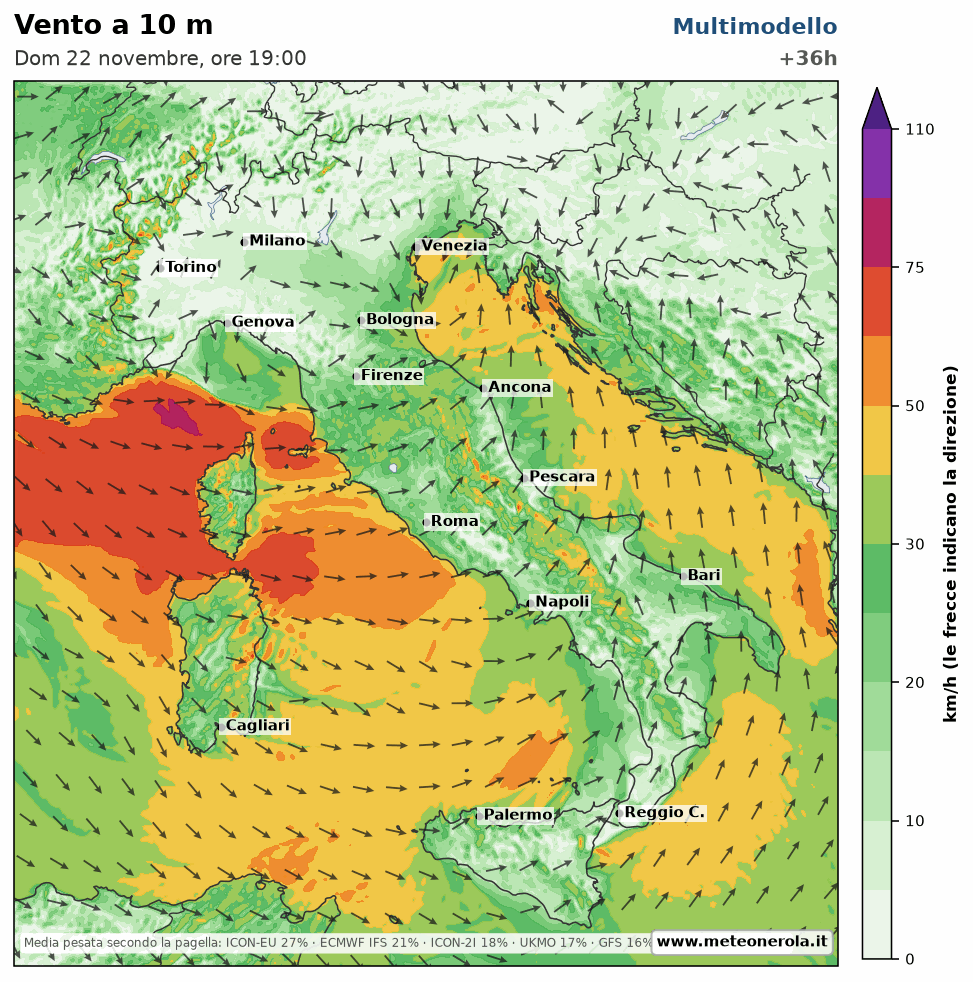 Vento a 10 m
Multimodello
Dom 22 novembre, ore 19:00
+36h
110
75
50
30
20
10
0
km/h (le frecce indicano la direzione)
Venezia
Milano
Torino
Genova
Bologna
Firenze
Ancona
Pescara
Roma
Bari
Napoli
Cagliari
Palermo
Reggio C.
Media pesata secondo la pagella: ICON-EU 27% · ECMWF IFS 21% · ICON-2I 18% · UKMO 17% · GFS 16%
www.meteonerola.it